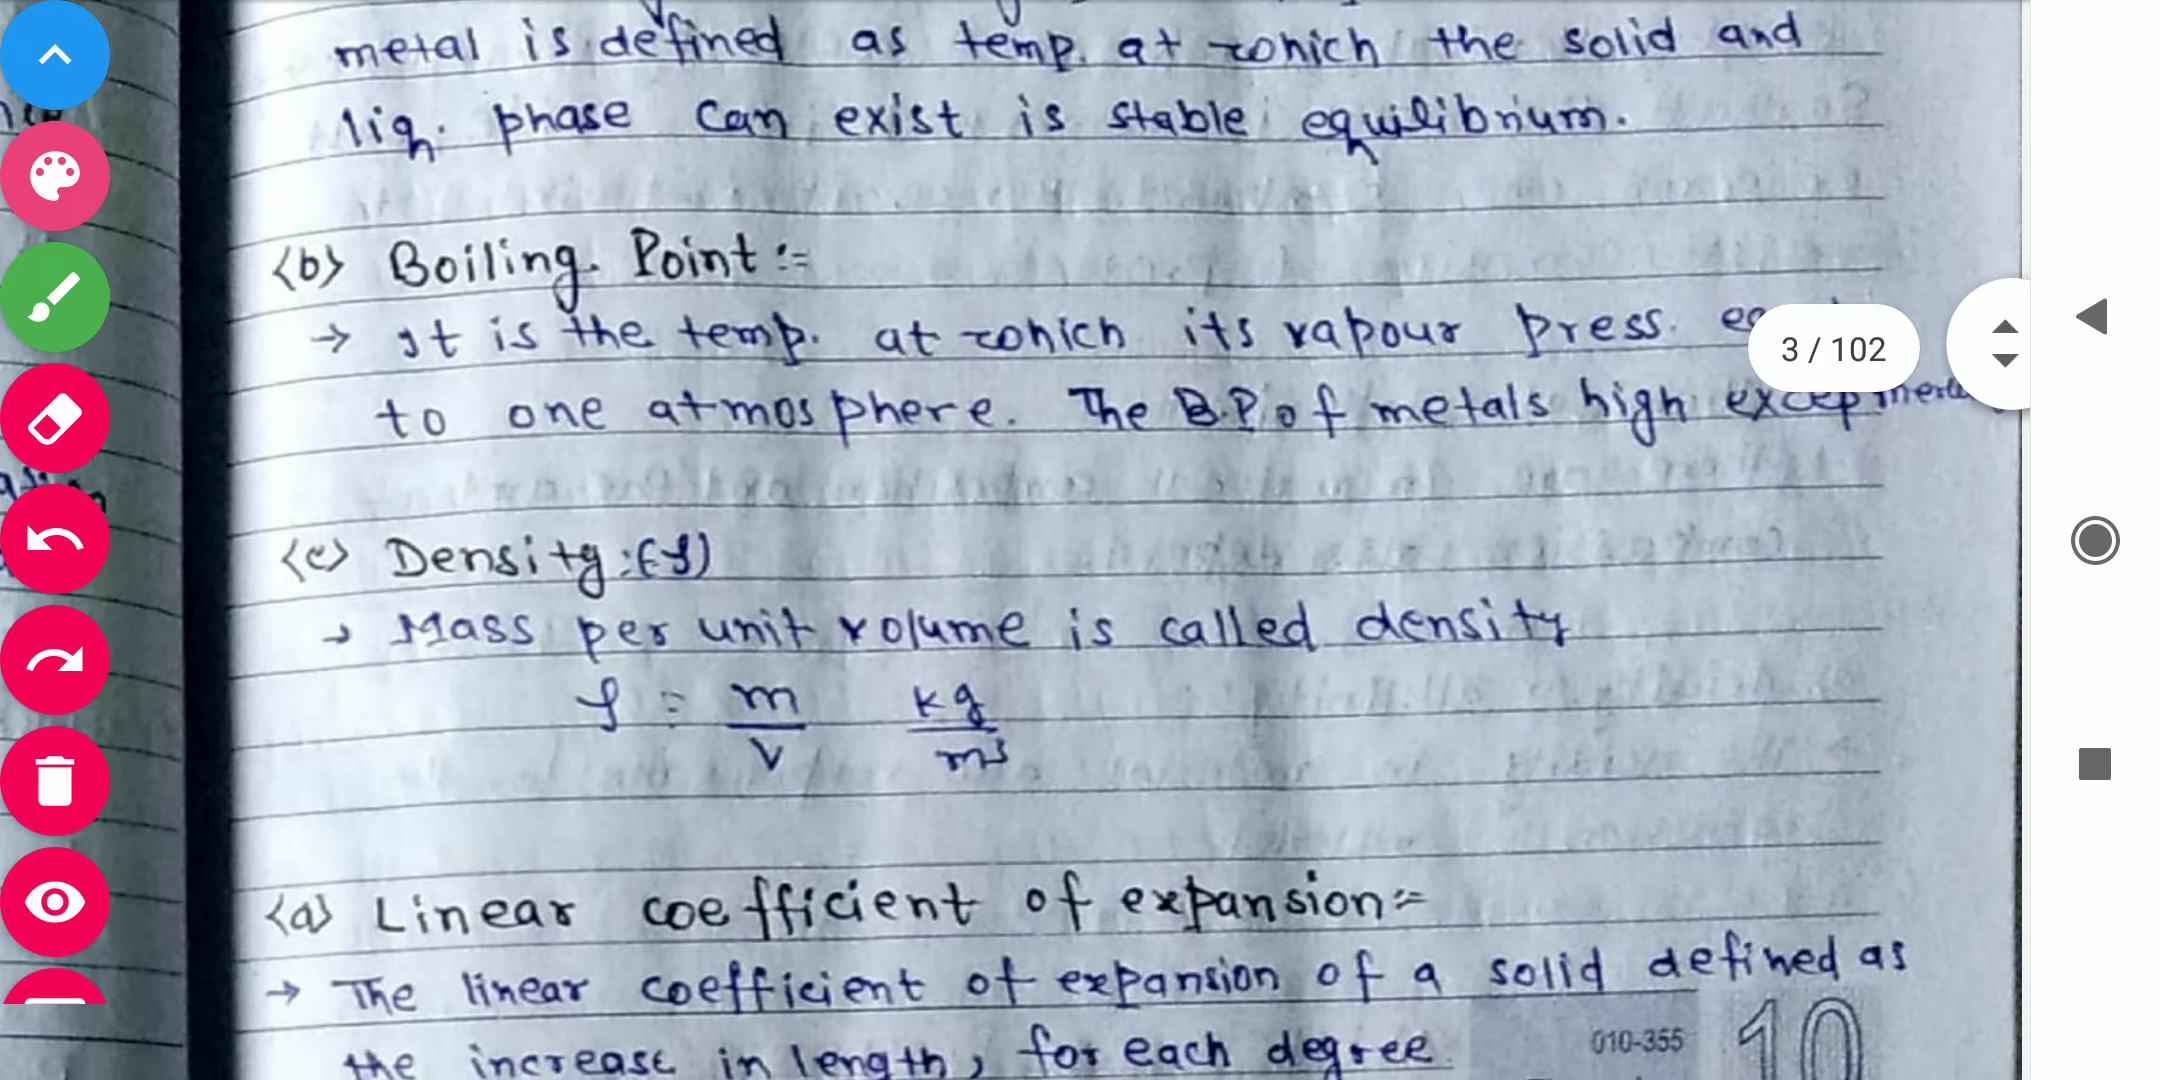 metal is defined as temp. at which the solid and
liq. phase can exist is stable equilibrium.
<b> Boiling Point :=
→ It is the temp. at which its vapour press.
3 / 102
to one atmosphere. The B.P of metals high
<c> Density :(ρ)
→ Mass per unit volume is called density
ρ = m/v kg/m³
<a> Linear coefficient of expansion :=
→ The linear coefficient of expansion of a solid defined as
the increase in length, for each degree
010-355
10